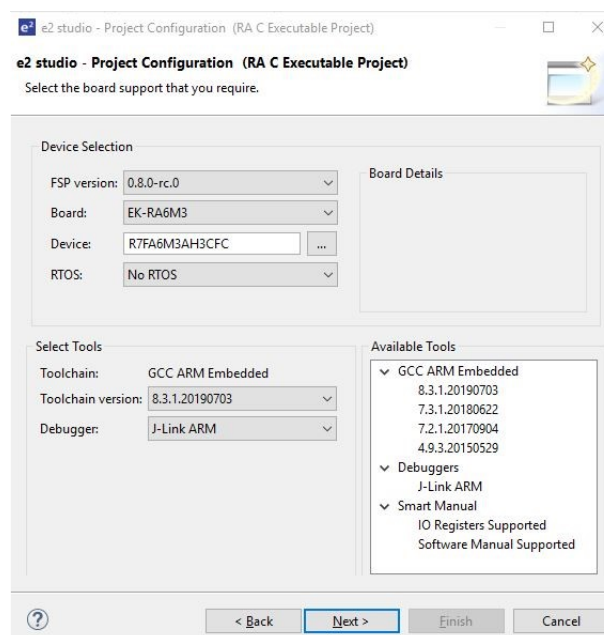 e2 e2 studio - Project Configuration (RA C Executable Project)
e2 studio - Project Configuration (RA C Executable Project)
Select the board support that you require.
Device Selection
FSP version: 0.8.0-rc.0
Board: EK-RA6M3
Device: R7FA6M3AH3CFC ...
RTOS: No RTOS
Board Details
Select Tools
Toolchain: GCC ARM Embedded
Toolchain version: 8.3.1.20190703
Debugger: J-Link ARM
Available Tools
GCC ARM Embedded
8.3.1.20190703
7.3.1.20180622
7.2.1.20170904
4.9.3.20150529
Debuggers
J-Link ARM
Smart Manual
IO Registers Supported
Software Manual Supported
? < Back Next > Finish Cancel